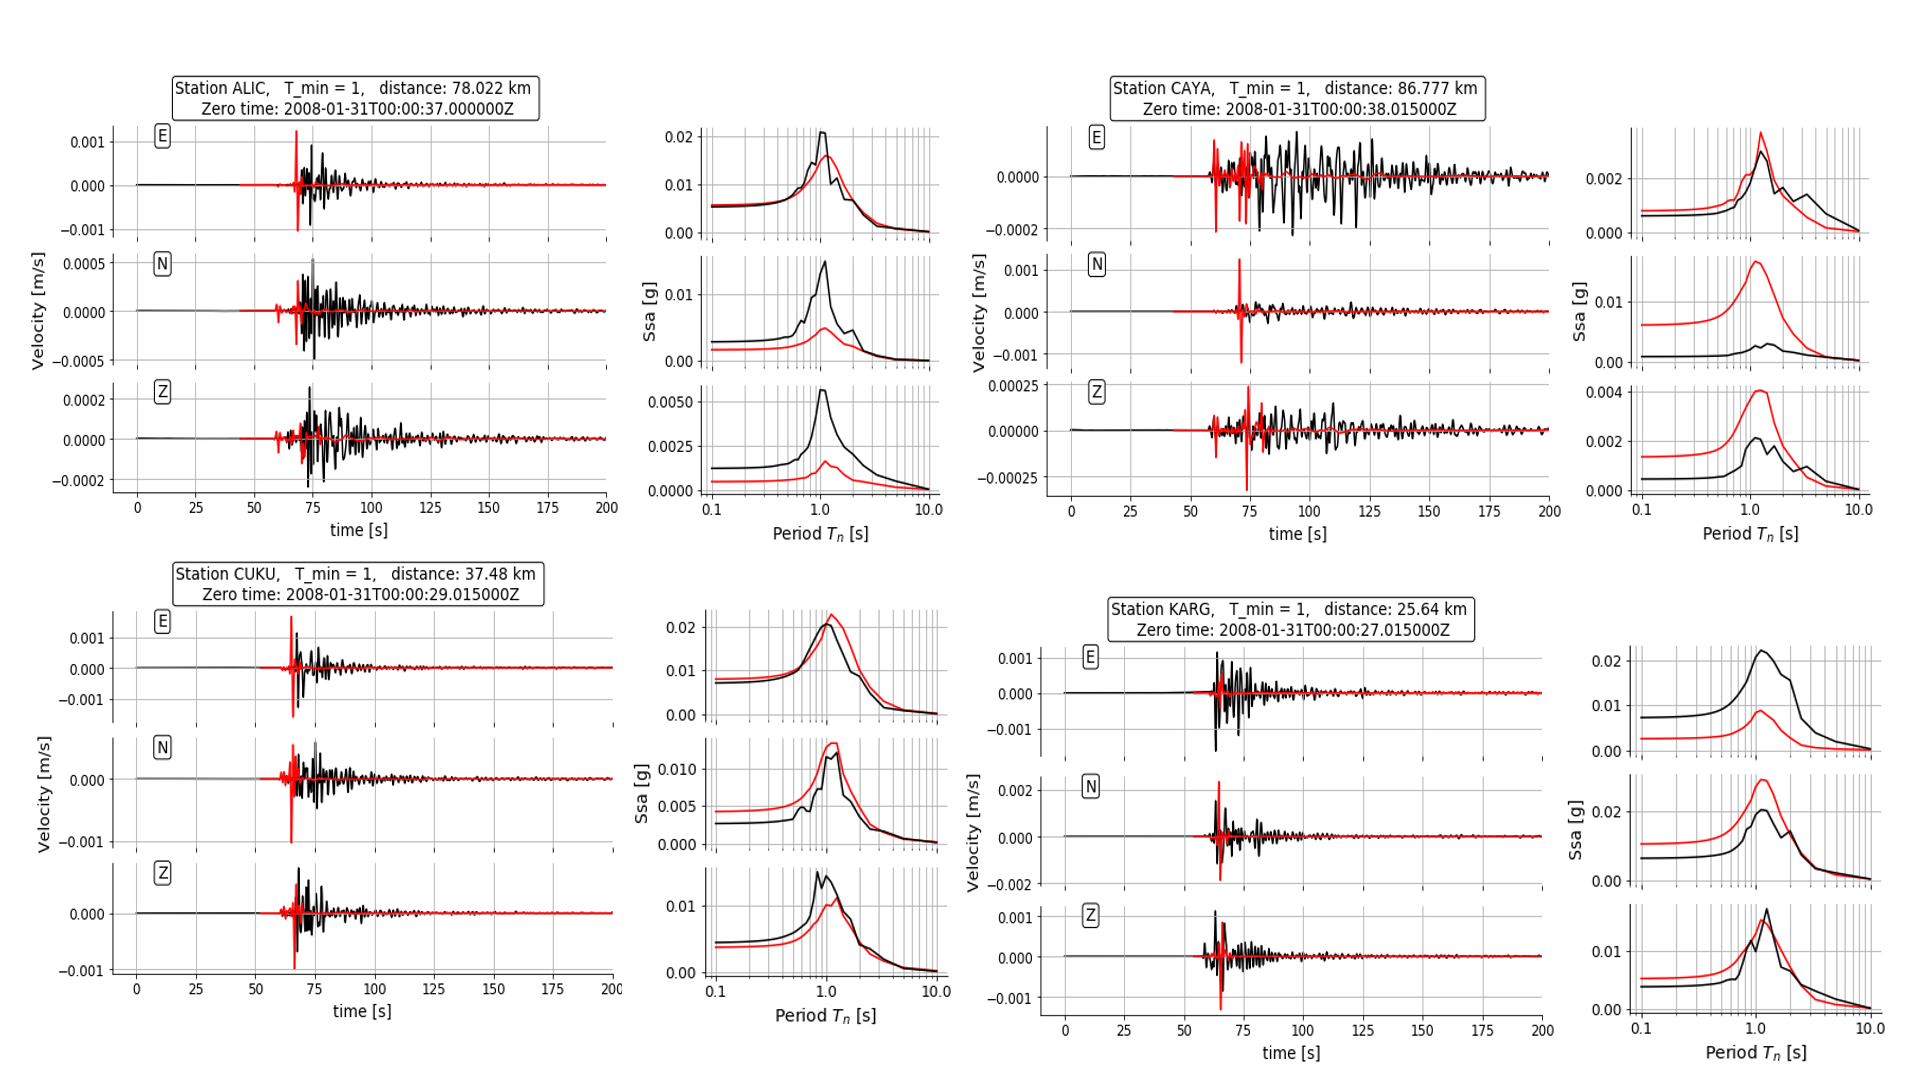 Station ALIC,   T_min = 1,   distance: 78.022 km
Zero time: 2008-01-31T00:00:37.000000Z
E
0.001
0.000
−0.001
N
0.0005
0.0000
−0.0005
Z
0.0002
0.0000
−0.0002
Velocity [m/s]
0 25 50 75 100 125 150 175 200
time [s]
0.02
0.01
0.00
0.01
0.00
0.0050
0.0025
0.0000
Ssa [g]
0.1 1.0 10.0
Period Tn [s]
Station CAYA,   T_min = 1,   distance: 86.777 km
Zero time: 2008-01-31T00:00:38.015000Z
E
0.0000
−0.0002
N
0.001
0.000
−0.001
Z
0.00025
0.00000
−0.00025
Velocity [m/s]
0 25 50 75 100 125 150 175 200
time [s]
0.002
0.000
0.01
0.00
0.004
0.002
0.000
Ssa [g]
0.1 1.0 10.0
Period Tn [s]
Station CUKU,   T_min = 1,   distance: 37.48 km
Zero time: 2008-01-31T00:00:29.015000Z
E
0.001
0.000
−0.001
N
0.000
−0.001
Z
0.000
−0.001
Velocity [m/s]
0 25 50 75 100 125 150 175 200
time [s]
0.02
0.01
0.00
0.010
0.005
0.000
0.01
0.00
Ssa [g]
0.1 1.0 10.0
Period Tn [s]
Station KARG,   T_min = 1,   distance: 25.64 km
Zero time: 2008-01-31T00:00:27.015000Z
E
0.001
0.000
−0.001
N
0.002
0.000
−0.002
Z
0.001
0.000
−0.001
Velocity [m/s]
0 25 50 75 100 125 150 175 200
time [s]
0.02
0.01
0.00
0.02
0.00
0.01
0.00
Ssa [g]
0.1 1.0 10.0
Period Tn [s]